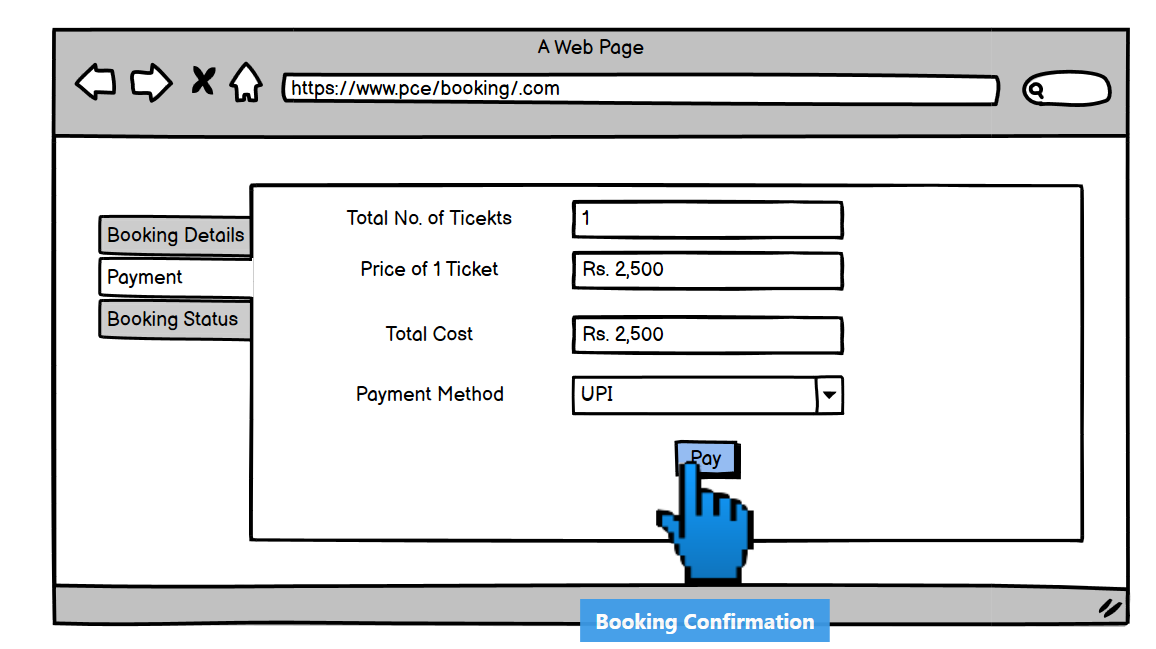 A Web Page
https://www.pce/booking/.com
Booking Details
Payment
Booking Status
Total No. of Ticekts
1
Price of 1 Ticket
Rs. 2,500
Total Cost
Rs. 2,500
Payment Method
UPI
Pay
Booking Confirmation